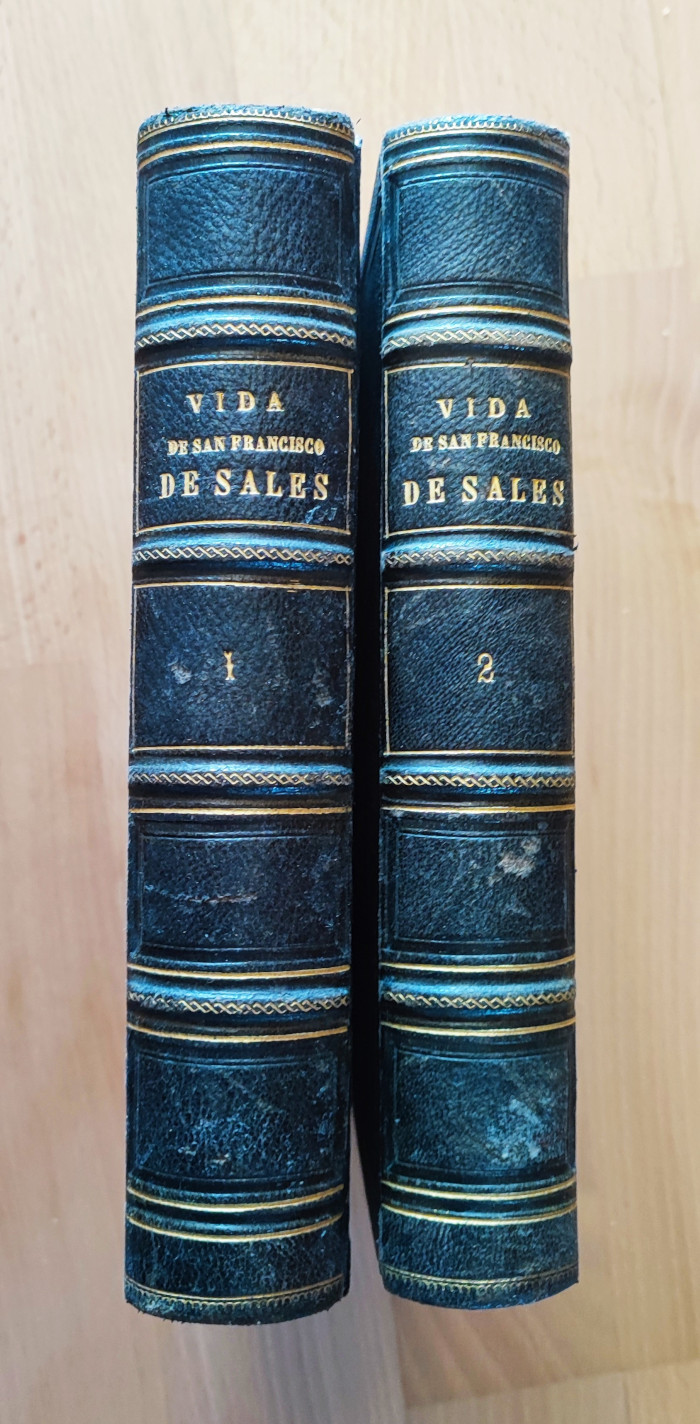 VIDA
DE SAN FRANCISCO
DE SALES
1
VIDA
DE SAN FRANCISCO
DE SALES
2